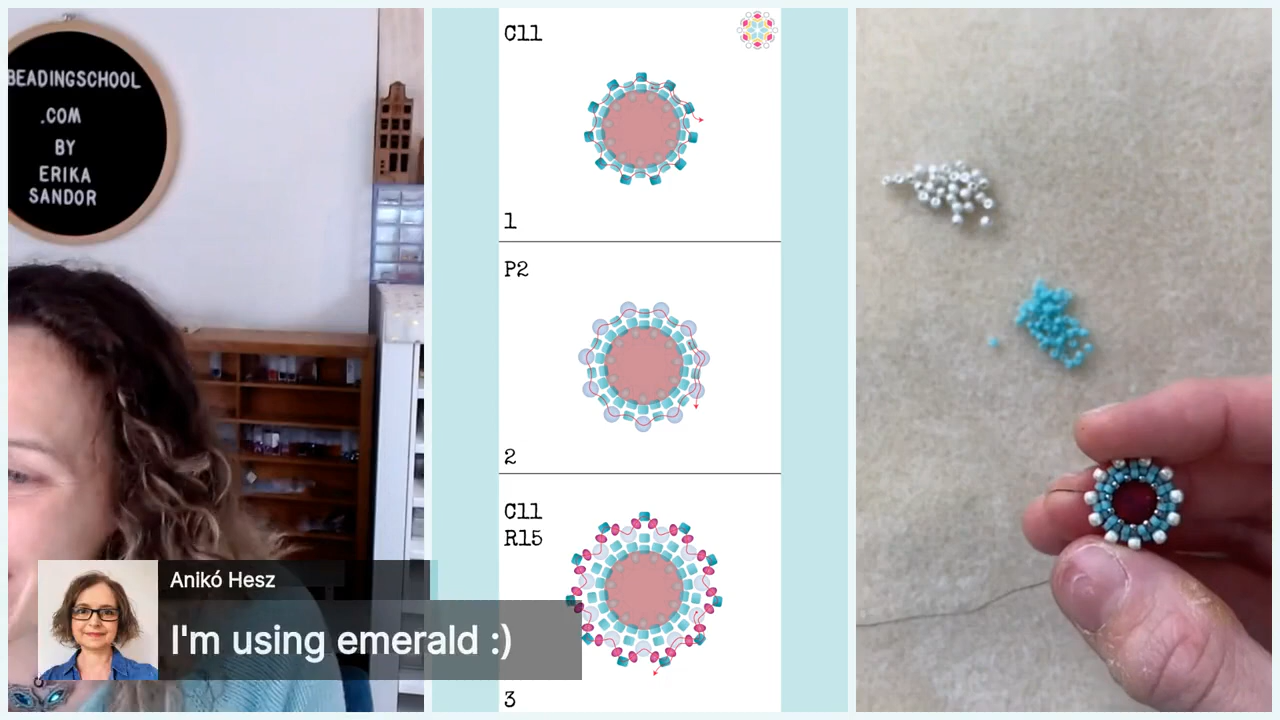 BEADINGSCHOOL
.COM
BY
ERIKA
SANDOR
C11
1
P2
2
C11
R15
3
Anikó Hesz
I'm using emerald :)